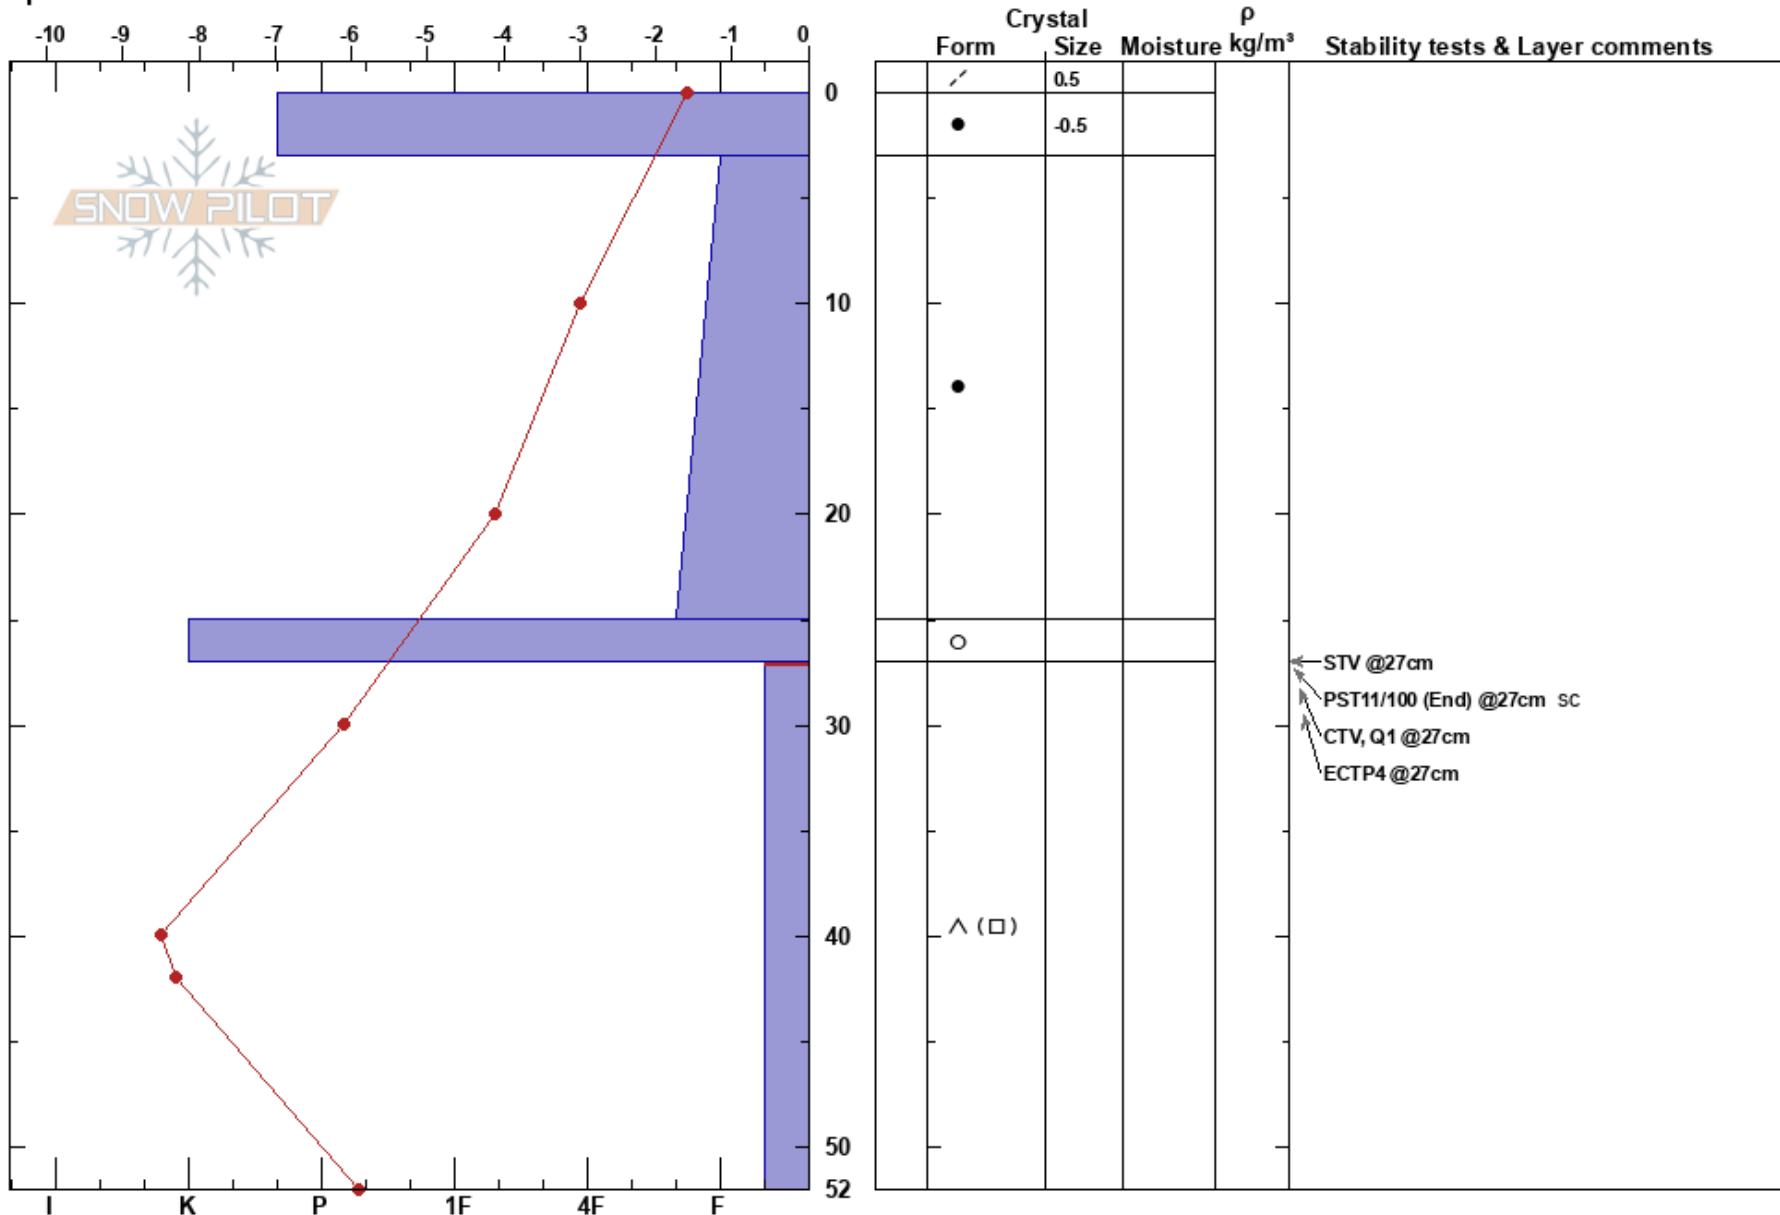 Crystal ρ
-10 -9 -8 -7 -6 -5 -4 -3 -2 -1 0 Form Size Moisture kg/m³ Stability tests & Layer comments
0.5
0
-0.5
SNOW PILOT
10
20
STV @27cm
PST11/100 (End) @27cm SC
30
CTV, Q1 @27cm
ECTP4 @27cm
40
50
52
I K P 1F 4F F